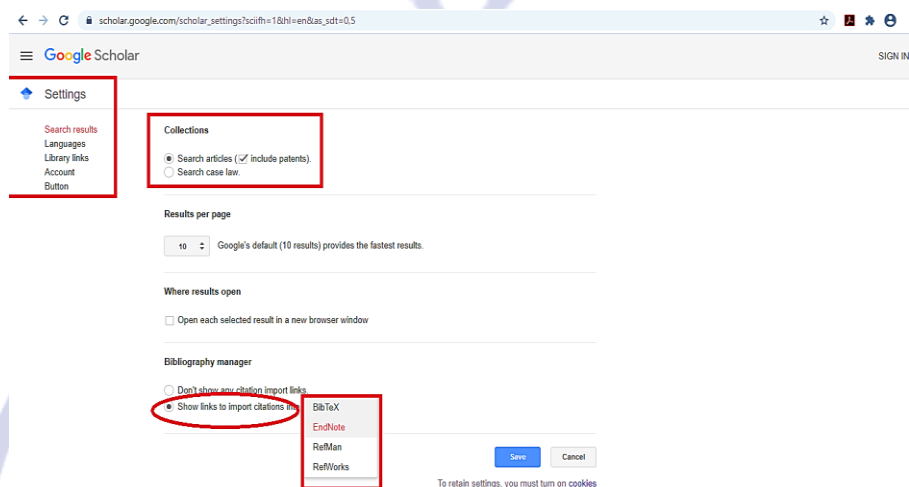 scholar.google.com/scholar_settings?sciifh=1&hl=en&as_sdt=0,5
Google Scholar
SIGN IN
Settings
Search results
Languages
Library links
Account
Button
Collections
Search articles (include patents).
Search case law.
Results per page
10 Google's default (10 results) provides the fastest results.
Where results open
Open each selected result in a new browser window
Bibliography manager
Don't show any citation import links.
Show links to import citations in
BibTeX
EndNote
RefMan
RefWorks
Save Cancel
To retain settings, you must turn on cookies